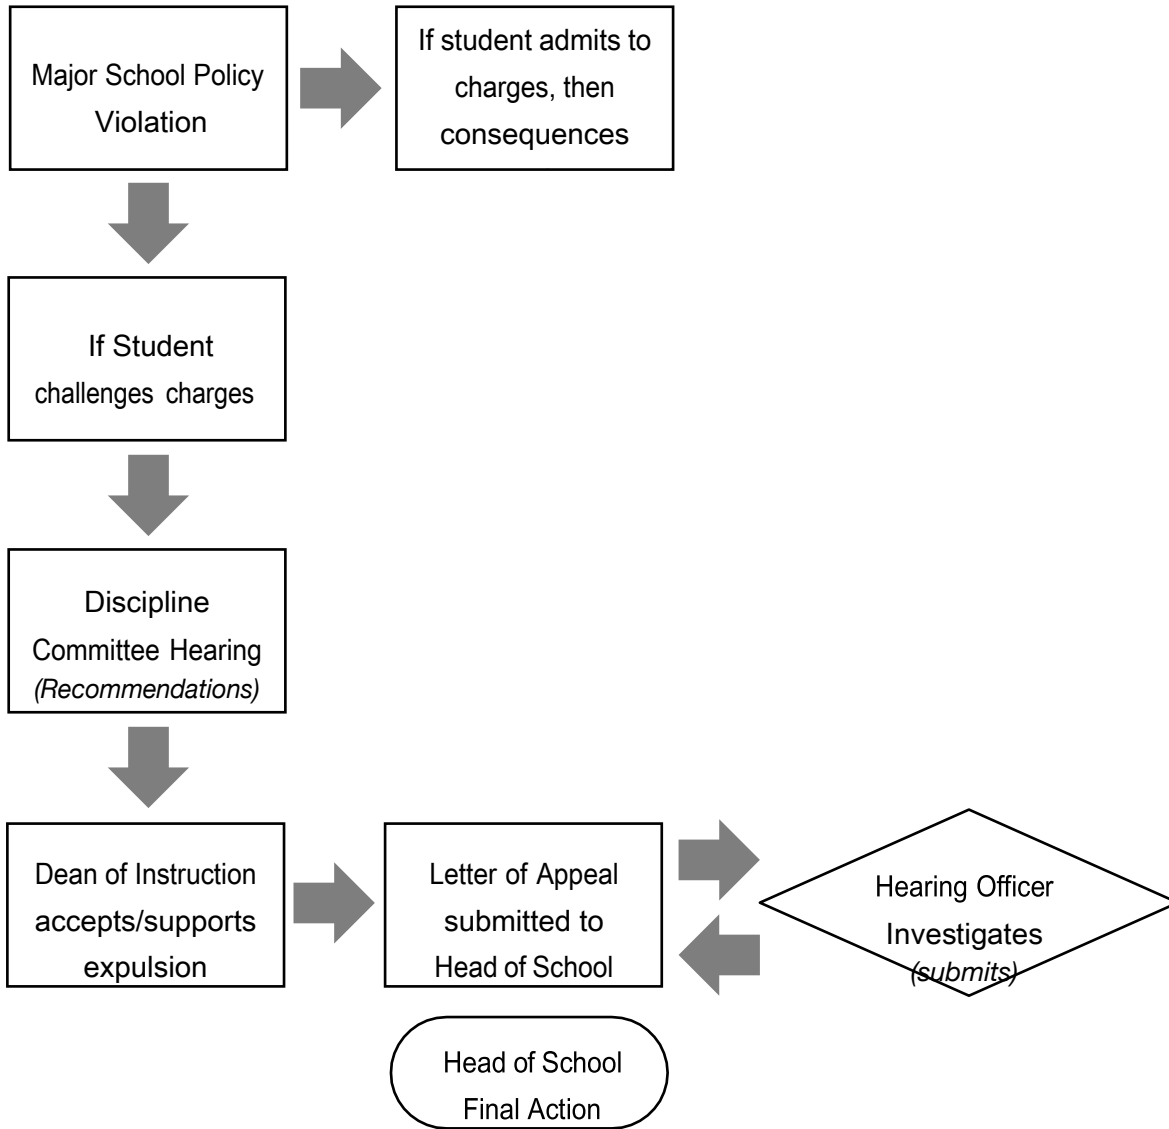 Major School Policy
Violation
If student admits to
charges, then
consequences
If Student
challenges charges
Discipline
Committee Hearing
(Recommendations)
Dean of Instruction
accepts/supports
expulsion
Letter of Appeal
submitted to
Head of School
Hearing Officer
Investigates
(submits)
Head of School
Final Action